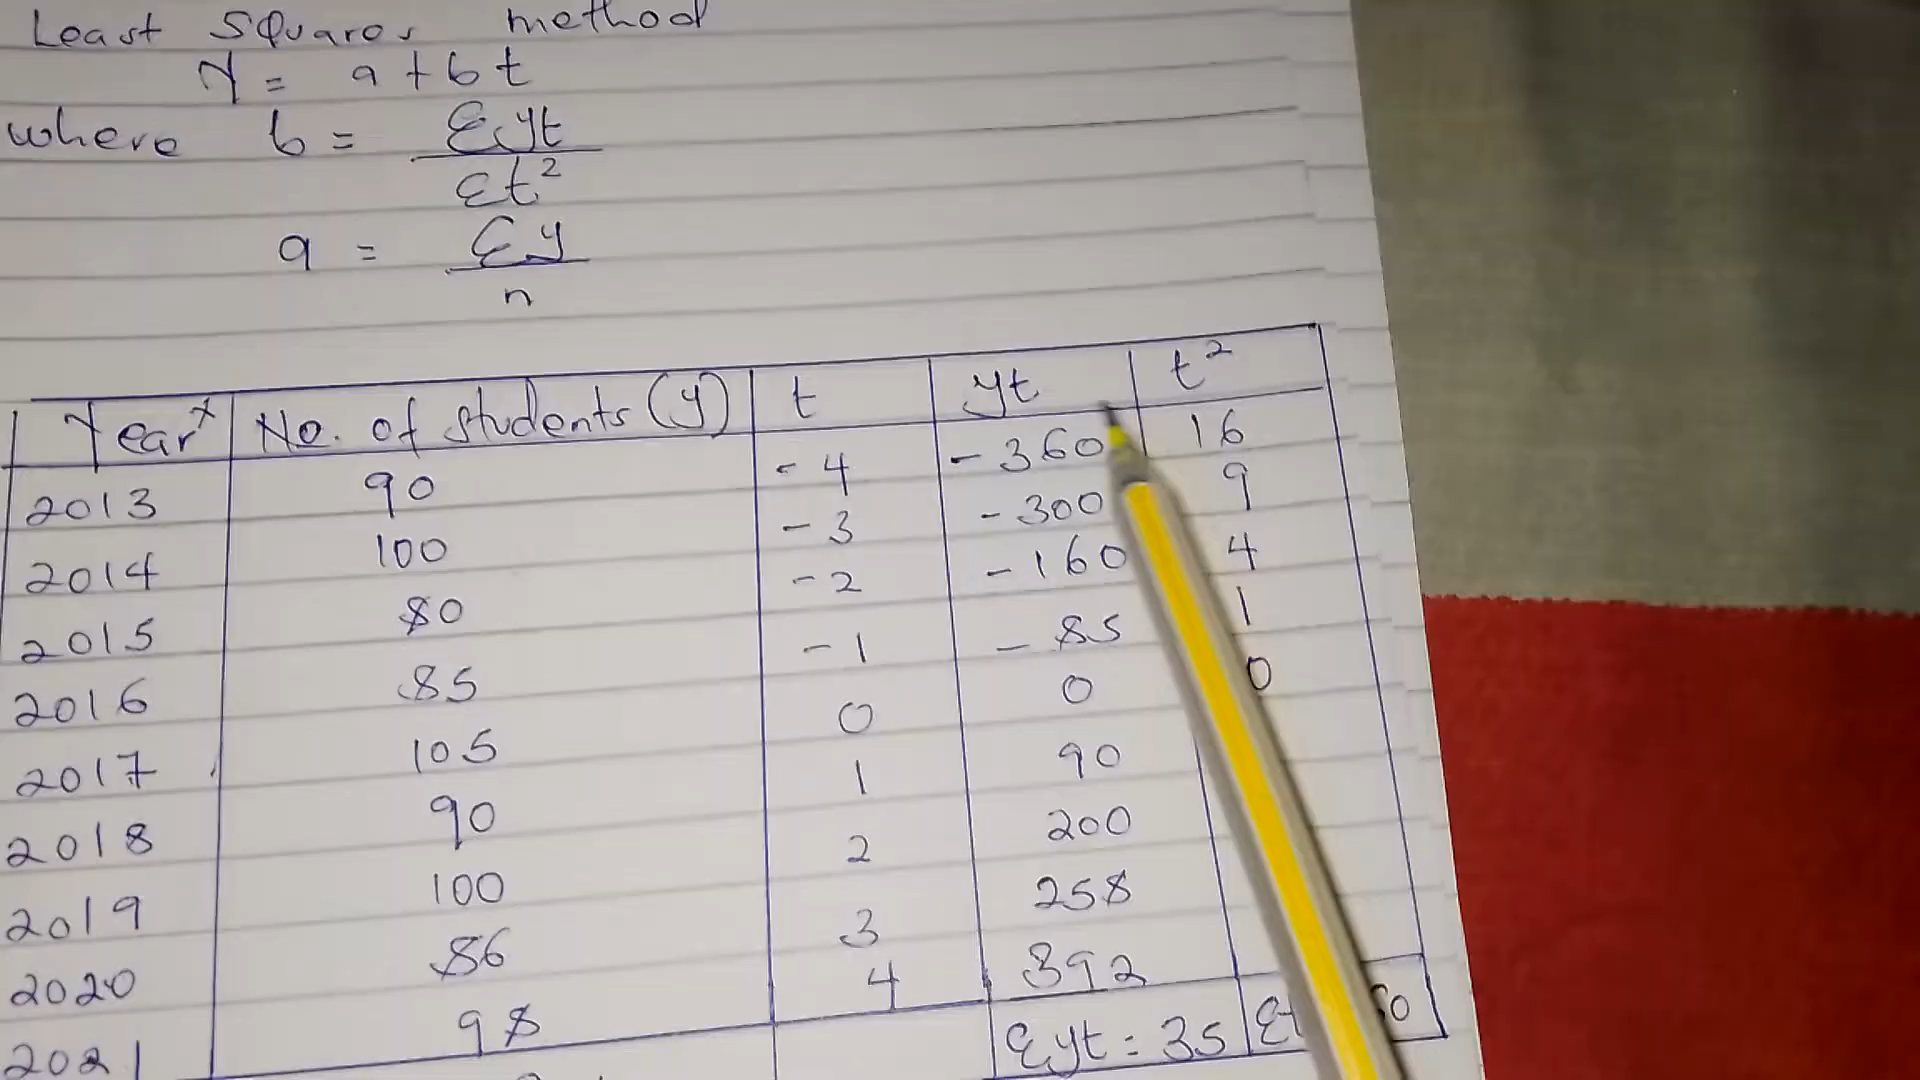 Least Squares method
Y = a + bt
where b = Σyt
Σt²
a = Σy
n
Year x No. of students (y) t yt t²
2013 90 -4 -360 16
2014 100 -3 -300 9
2015 80 -2 -160 4
2016 85 -1 -85 1
2017 105 0 0 0
2018 90 1 90
2019 100 2 200
2020 86 3 258
2021 98 4 392
Σyt = 35